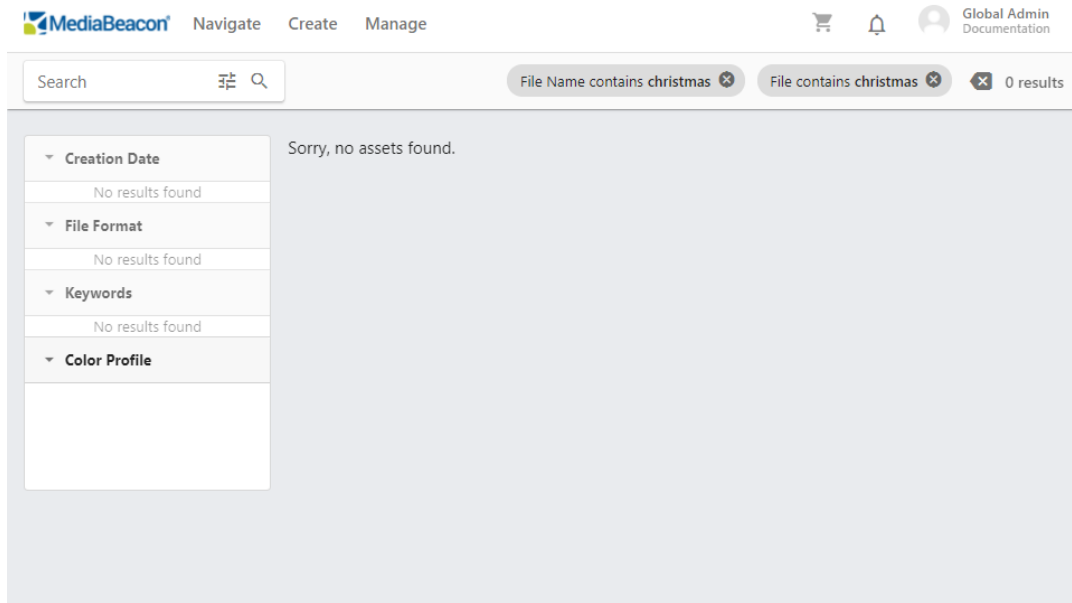 MediaBeacon® Navigate Create Manage Global Admin
Documentation
Search File Name contains christmas File contains christmas 0 results
Creation Date
No results found
File Format
No results found
Keywords
No results found
Color Profile
Sorry, no assets found.